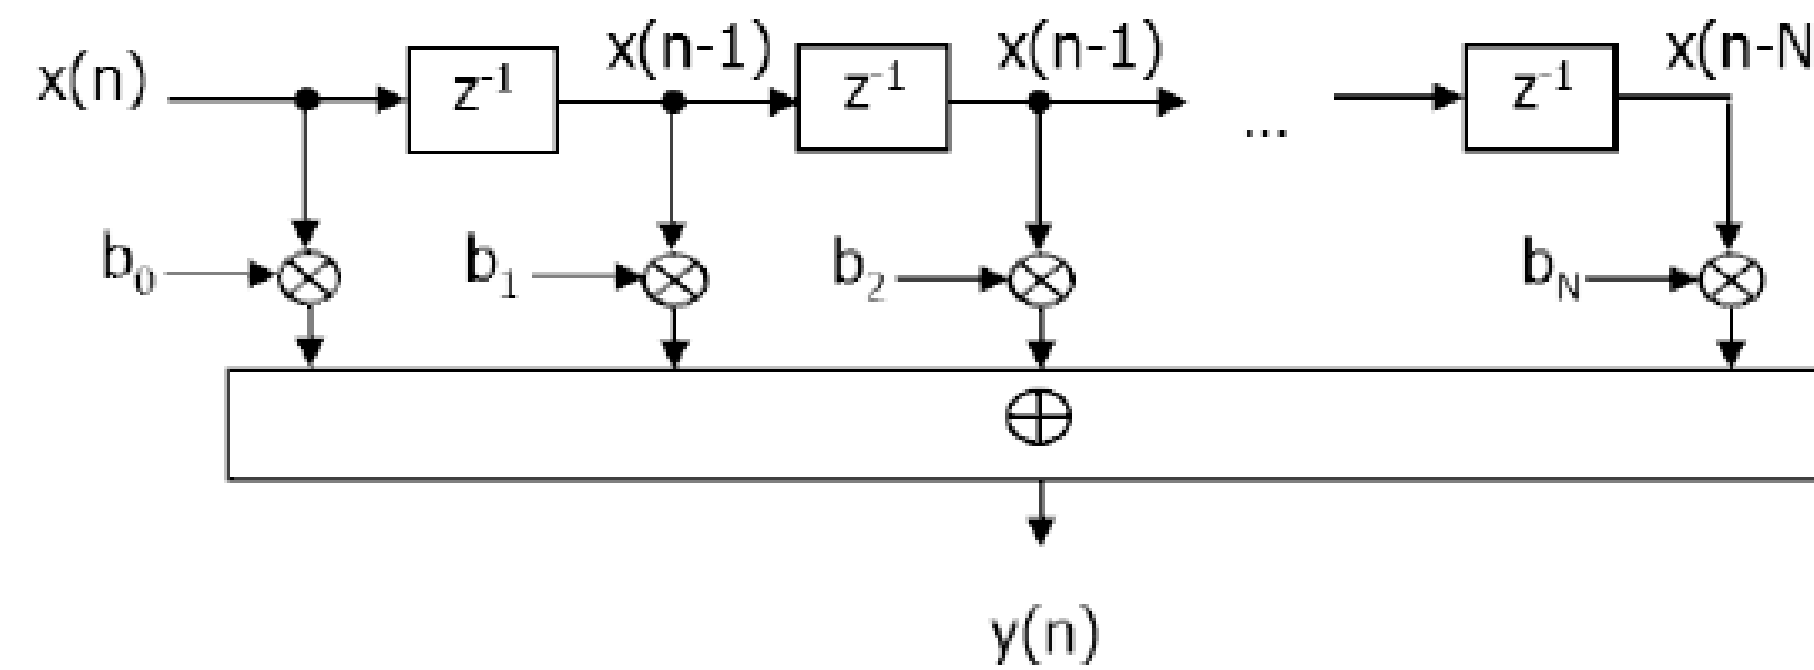 x(n) z⁻¹ x(n-1) z⁻¹ x(n-1) ... z⁻¹ x(n-N
b₀ b₁ b₂ b_N
y(n)